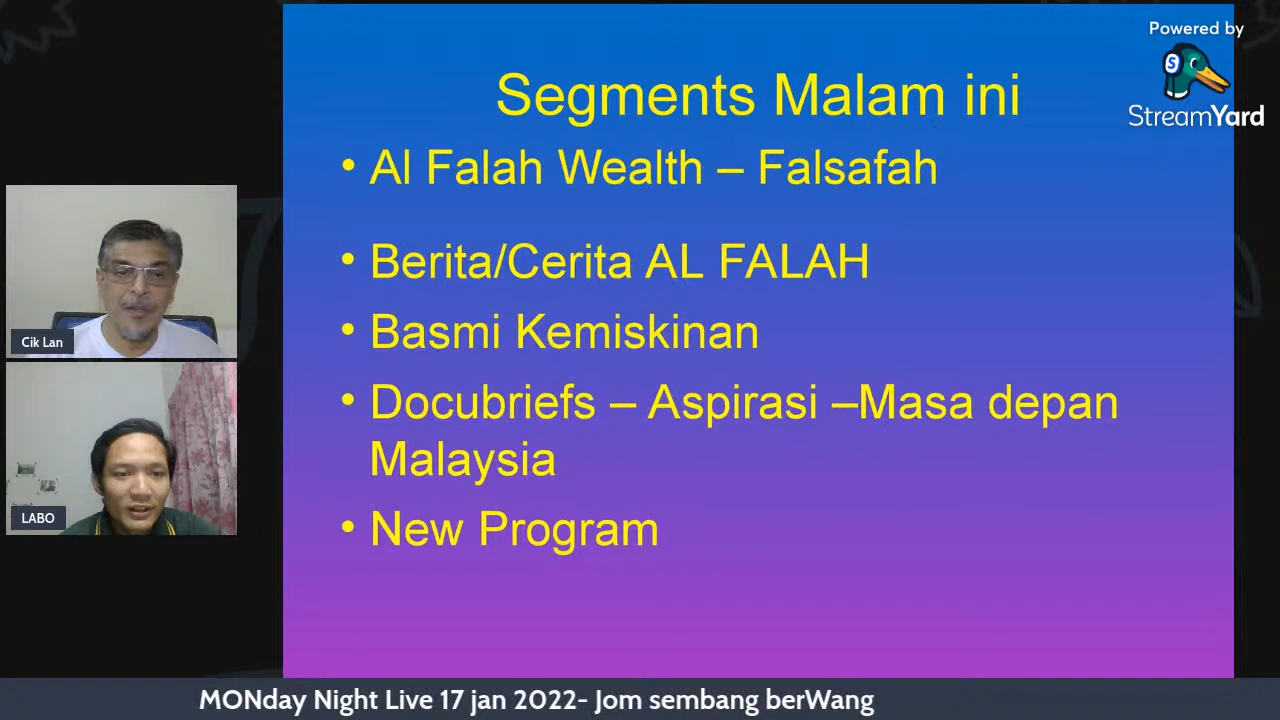 Powered by
StreamYard
Segments Malam ini
• Al Falah Wealth – Falsafah
• Berita/Cerita AL FALAH
• Basmi Kemiskinan
• Docubriefs – Aspirasi –Masa depan
Malaysia
• New Program
Cik Lan
LABO
MONday Night Live 17 jan 2022- Jom sembang berWang